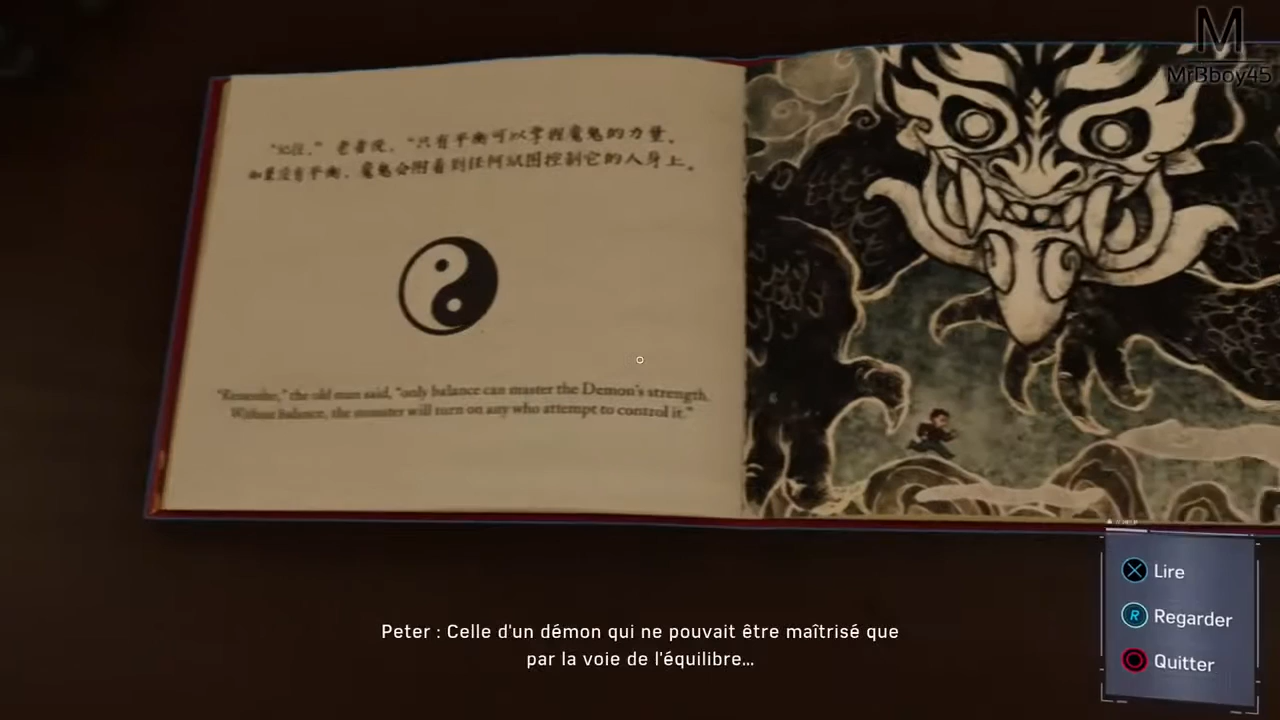 M
MrBboy45
“记住，” 老者说，“只有平衡可以掌握魔鬼的力量。
如果没有平衡，魔鬼会附着到任何试图控制它的人身上。
“Remember,” the old man said, “only balance can master the Demon's strength.
Without balance, the monster will turn on any who attempt to control it.”
Lire
R Regarder
Quitter
Peter : Celle d'un démon qui ne pouvait être maîtrisé que
par la voie de l'équilibre...